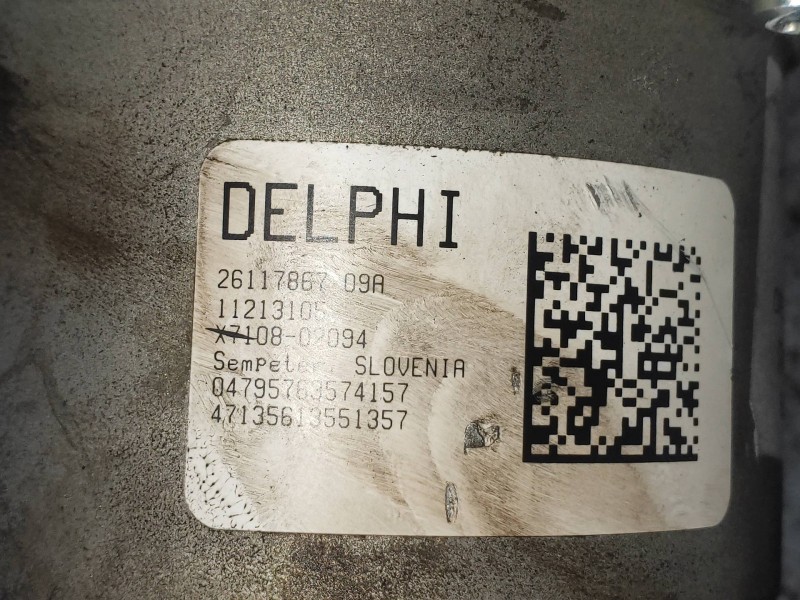 DELPHI
26117867 09A
11213105
X7108-02094
Sempeter, SLOVENIA
04795763574157
47135613551357